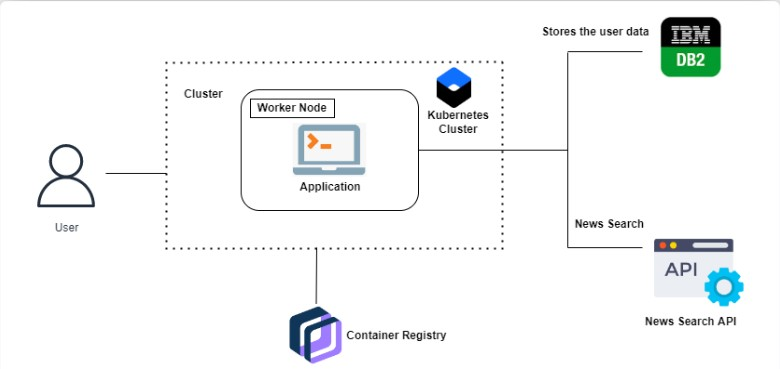 Stores the user data
IBM
DB2
Cluster
Kubernetes
Cluster
Worker Node
Application
User
News Search
API
News Search API
Container Registry